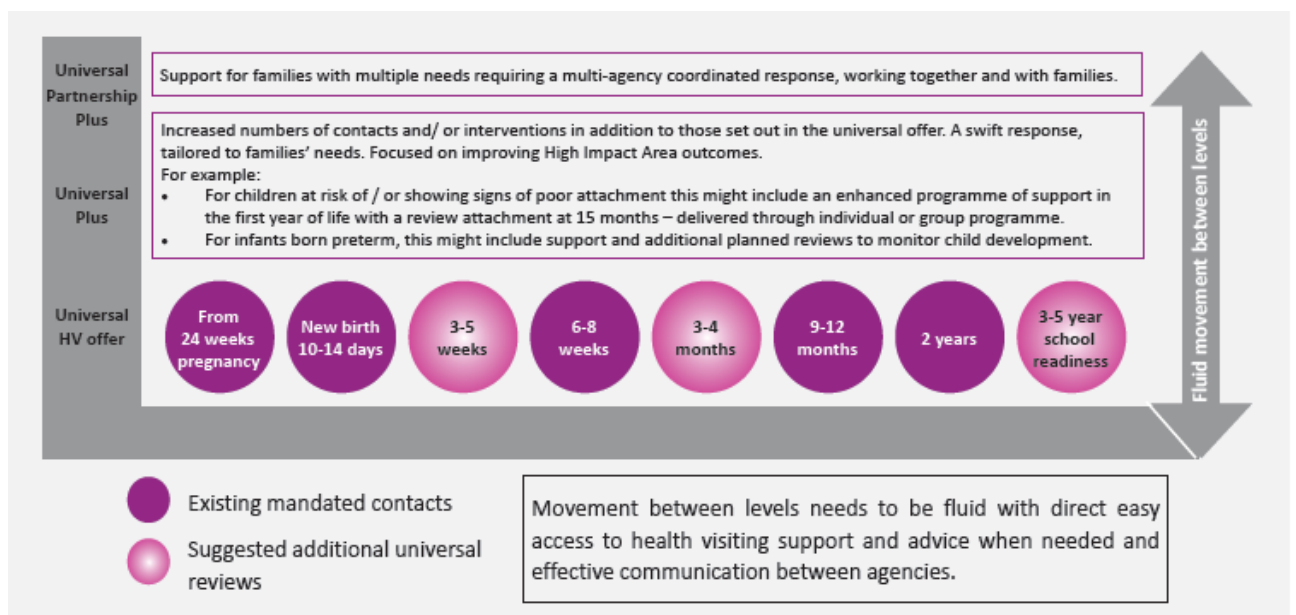 Universal
Partnership
Plus
Support for families with multiple needs requiring a multi-agency coordinated response, working together and with families.
Universal
Plus
Increased numbers of contacts and/ or interventions in addition to those set out in the universal offer. A swift response,
tailored to families' needs. Focused on improving High Impact Area outcomes.
For example:
• For children at risk of / or showing signs of poor attachment this might include an enhanced programme of support in
the first year of life with a review attachment at 15 months – delivered through individual or group programme.
• For infants born preterm, this might include support and additional planned reviews to monitor child development.
Universal
HV offer
From
24 weeks
pregnancy
New birth
10-14 days
3-5
weeks
6-8
weeks
3-4
months
9-12
months
2 years
3-5 year
school
readiness
Fluid movement between levels
Existing mandated contacts
Suggested additional universal
reviews
Movement between levels needs to be fluid with direct easy
access to health visiting support and advice when needed and
effective communication between agencies.